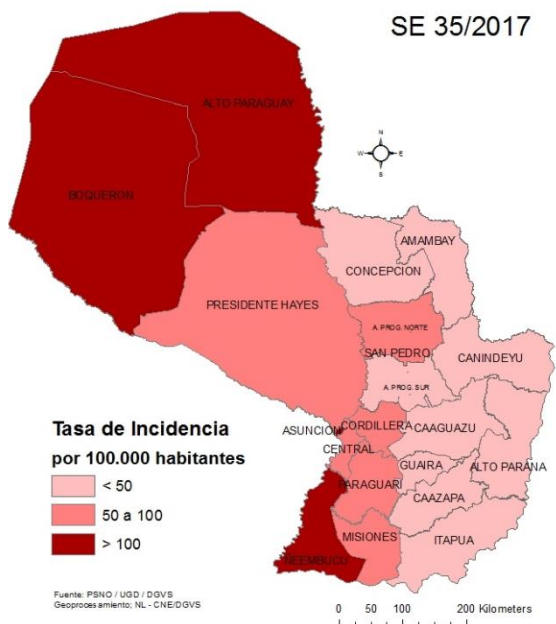 SE 35/2017
ALTO PARAGUAY
N
W E
S
BOQUERON
AMAMBAY
CONCEPCION
PRESIDENTE HAYES
A. PROG. NORTE
SAN PEDRO
CANINDEYU
A. PROG. SUR
ASUNCION
CORDILLERA
CAAGUAZU
CENTRAL
GUAIRA
ALTO PARANA
PARAGUARI
CAAZAPA
MISIONES
ITAPUA
ÑEEMBUCU
Tasa de Incidencia
por 100.000 habitantes
< 50
50 a 100
> 100
Fuente: PSNO / UGD / DGVS
Geoprocesamiento; NL - CNE/DGVS
0 50 100 200 Kilometers